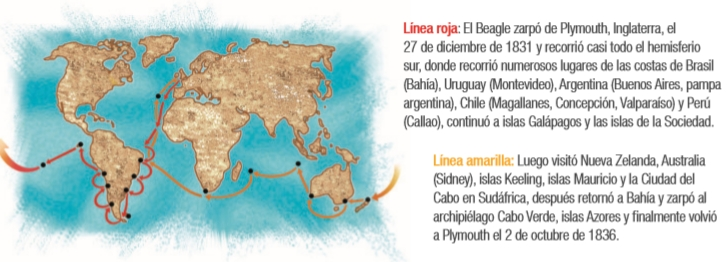 Línea roja: El Beagle zarpó de Plymouth, Inglaterra, el
27 de diciembre de 1831 y recorrió casi todo el hemisferio
sur, donde recorrió numerosos lugares de las costas de Brasil
(Bahía), Uruguay (Montevideo), Argentina (Buenos Aires, pampa
argentina), Chile (Magallanes, Concepción, Valparaíso) y Perú
(Callao), continuó a islas Galápagos y las islas de la Sociedad.
Línea amarilla: Luego visitó Nueva Zelanda, Australia
(Sidney), islas Keeling, islas Mauricio y la Ciudad del
Cabo en Sudáfrica, después retornó a Bahía y zarpó al
archipiélago Cabo Verde, islas Azores y finalmente volvió
a Plymouth el 2 de octubre de 1836.